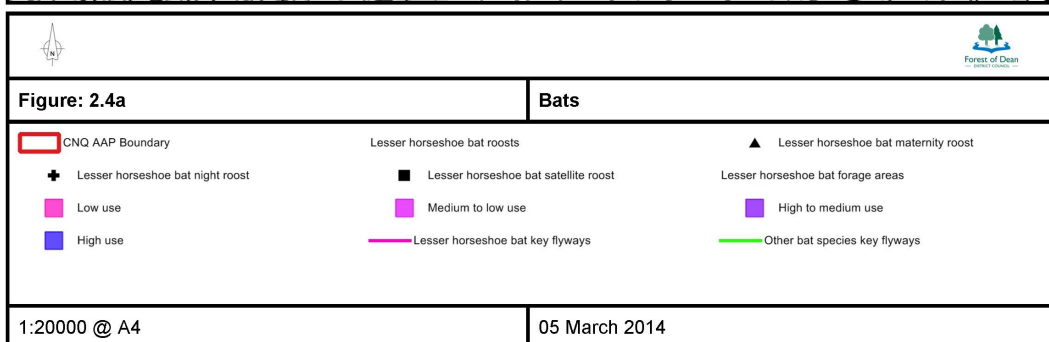 N
Forest of Dean
DISTRICT COUNCIL
Figure: 2.4a Bats
CNQ AAP Boundary Lesser horseshoe bat roosts Lesser horseshoe bat maternity roost
Lesser horseshoe bat night roost Lesser horseshoe bat satellite roost Lesser horseshoe bat forage areas
Low use Medium to low use High to medium use
High use Lesser horseshoe bat key flyways Other bat species key flyways
1:20000 @ A4 05 March 2014